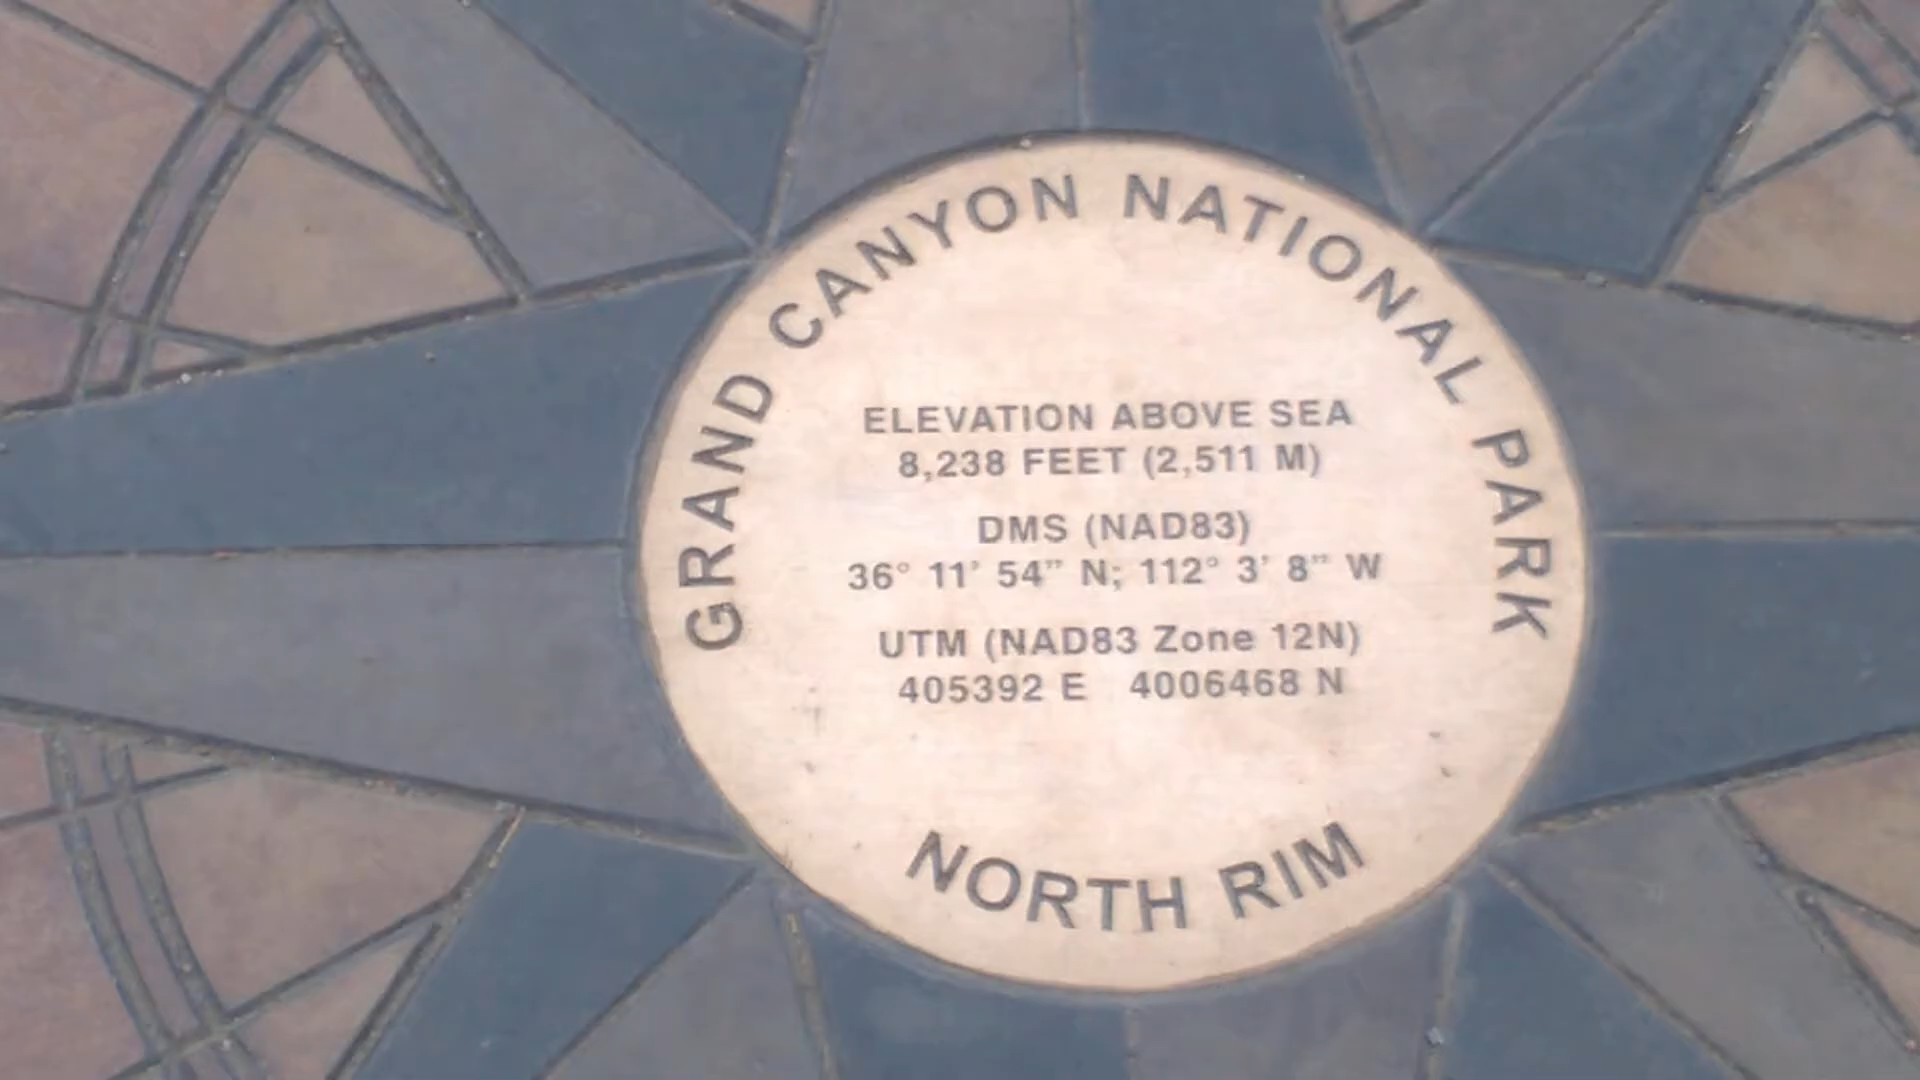 GRAND CANYON NATIONAL PARK
ELEVATION ABOVE SEA
8,238 FEET (2,511 M)
DMS (NAD83)
36° 11' 54” N; 112° 3' 8” W
UTM (NAD83 Zone 12N)
405392 E 4006468 N
NORTH RIM